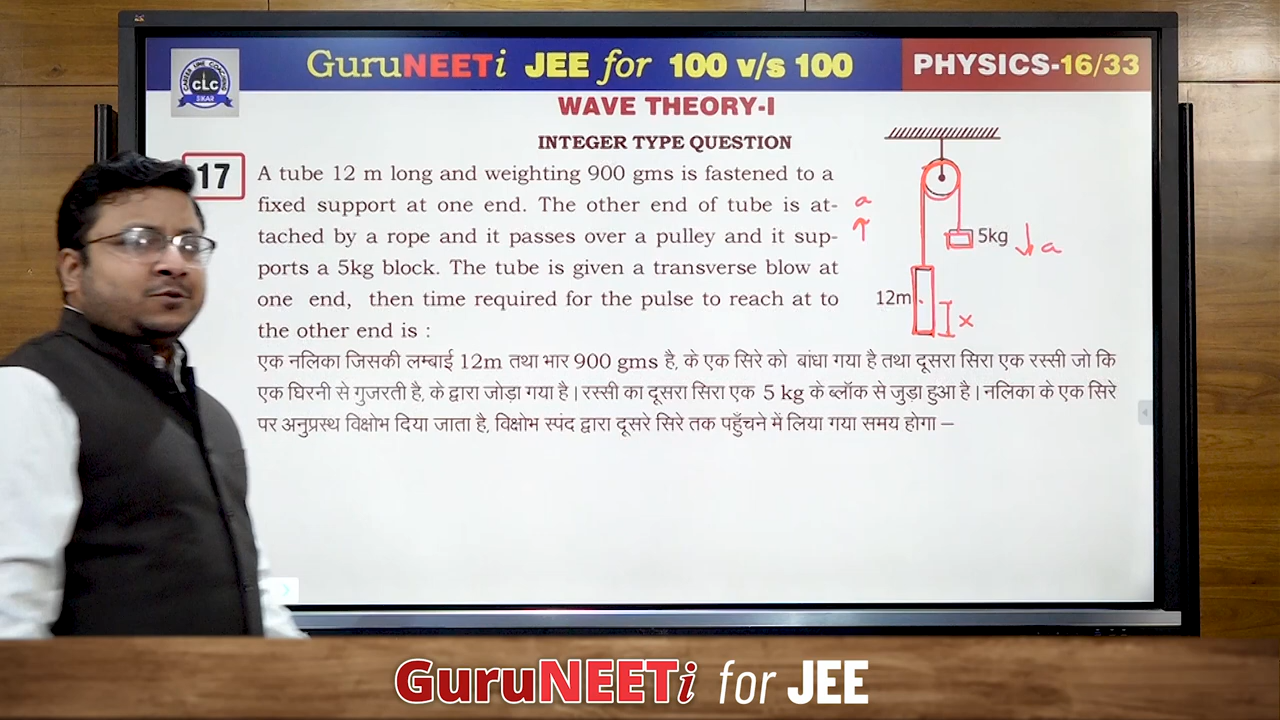 GuruNEETi JEE for 100 v/s 100
PHYSICS-16/33
CLC
SIKAR
WAVE THEORY-I
INTEGER TYPE QUESTION
17
A tube 12 m long and weighting 900 gms is fastened to a
fixed support at one end. The other end of tube is at-
tached by a rope and it passes over a pulley and it sup-
ports a 5kg block. The tube is given a transverse blow at
one end, then time required for the pulse to reach at to
the other end is :
a
5kg
a
12m
x
एक नलिका जिसकी लम्बाई 12m तथा भार 900 gms है, के एक सिरे को बांधा गया है तथा दूसरा सिरा एक रस्सी जो कि
एक घिरनी से गुजरती है, के द्वारा जोड़ा गया है। रस्सी का दूसरा सिरा एक 5 kg के ब्लॉक से जुड़ा हुआ है। नलिका के एक सिरे
पर अनुप्रस्थ विक्षोभ दिया जाता है, विक्षोभ स्पंद द्वारा दूसरे सिरे तक पहुँचने में लिया गया समय होगा –
GuruNEETi for JEE